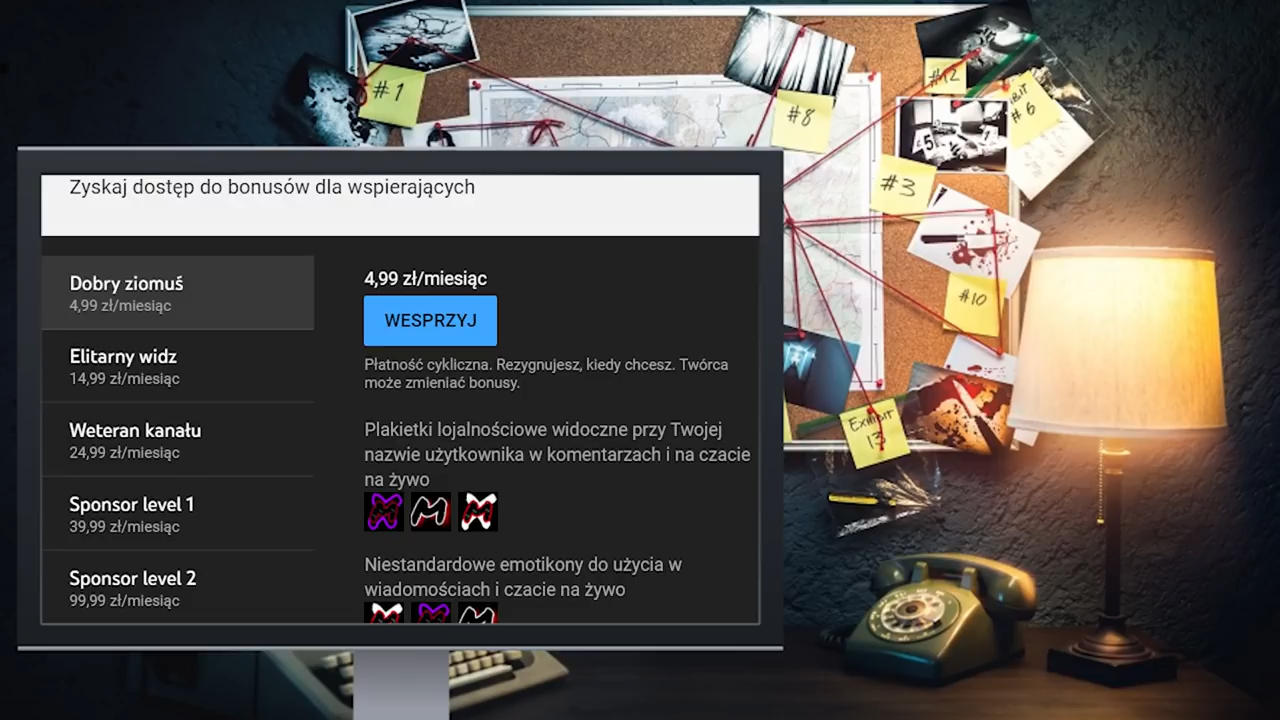 #1
#8
#12
#6
#3
5
7
#10
EXHIBIT
13
Zyskaj dostęp do bonusów dla wspierających
Dobry ziomuś
4,99 zł/miesiąc
Elitarny widz
14,99 zł/miesiąc
Weteran kanału
24,99 zł/miesiąc
Sponsor level 1
39,99 zł/miesiąc
Sponsor level 2
99,99 zł/miesiąc
4,99 zł/miesiąc
WESPRZYJ
Płatność cykliczna. Rezygnujesz, kiedy chcesz. Twórca
może zmieniać bonusy.
Plakietki lojalnościowe widoczne przy Twojej
nazwie użytkownika w komentarzach i na czacie
na żywo
Niestandardowe emotikony do użycia w
wiadomościach i czacie na żywo